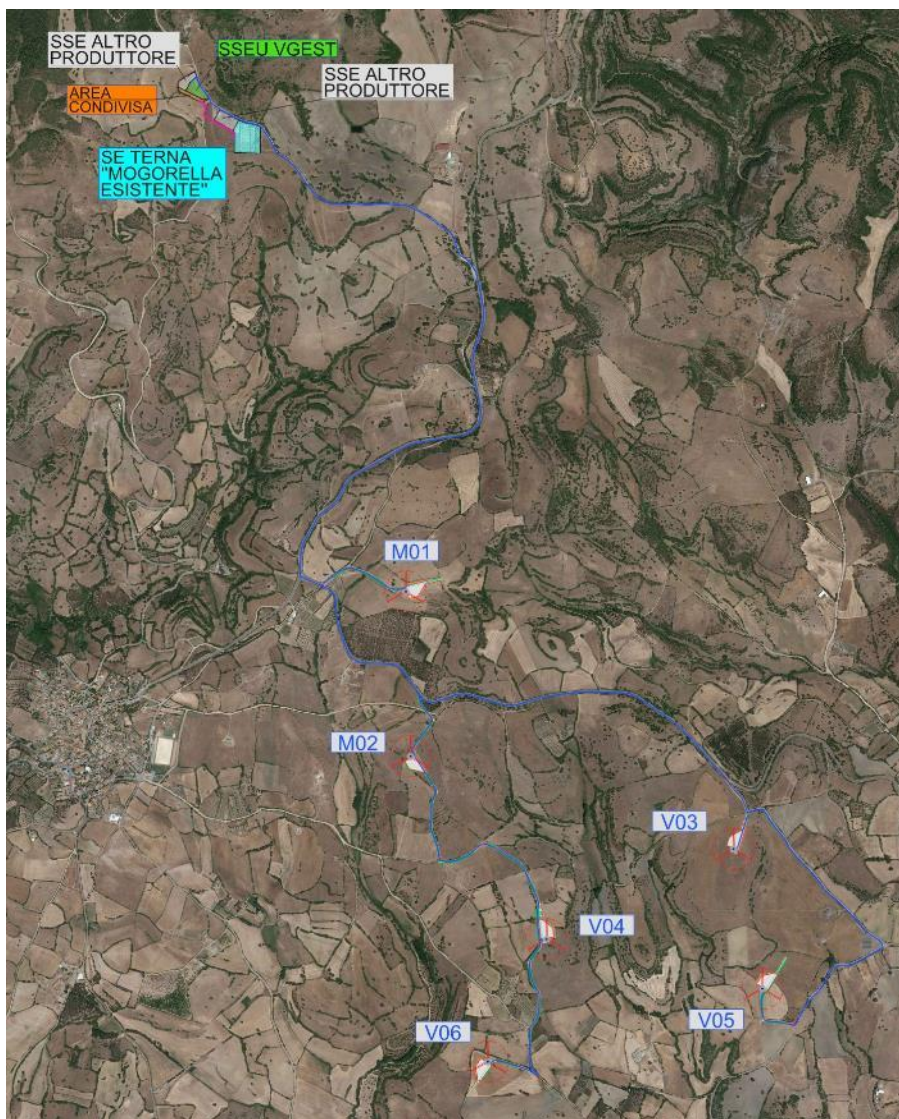 SSE ALTRO
PRODUTTORE
SSEU VGEST
SSE ALTRO
PRODUTTORE
AREA
CONDIVISA
SE TERNA
"MOGORELLA
ESISTENTE"
M01
M02
V03
V04
V05
V06